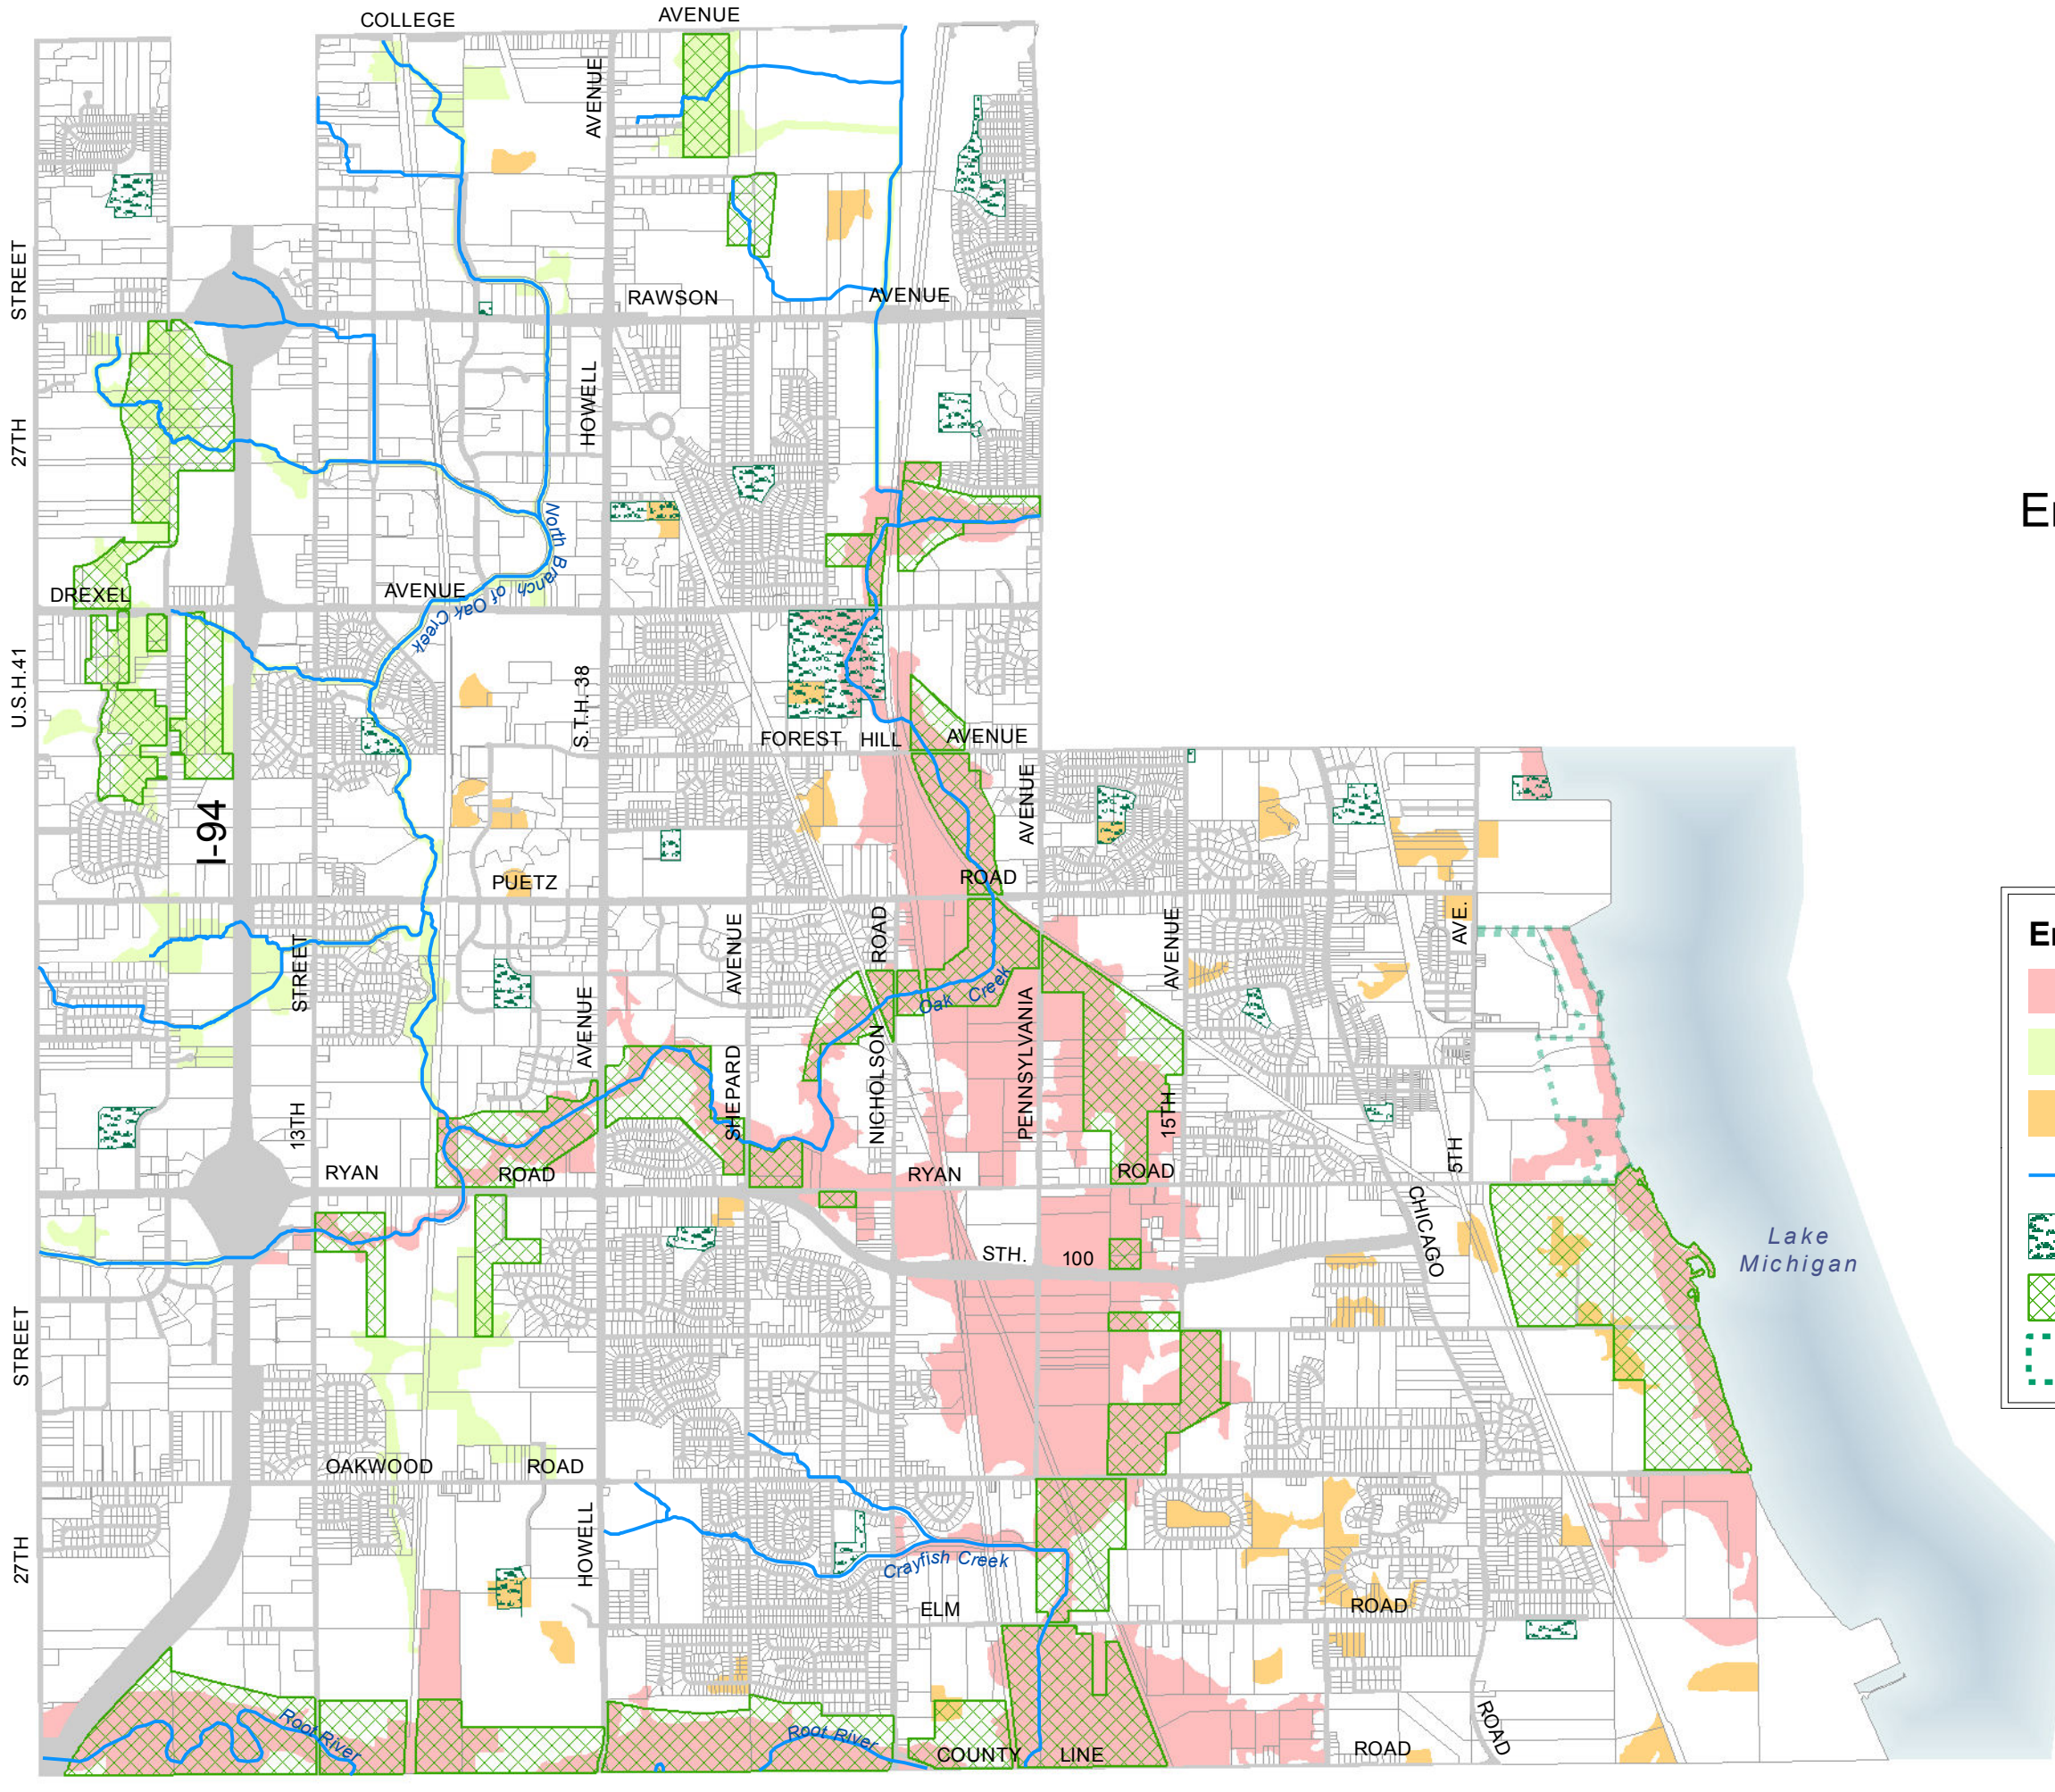 COLLEGE
AVENUE
AVENUE
STREET
RAWSON
AVENUE
HOWELL
27TH
North Branch of Oak Creek
DREXEL
AVENUE
U.S.H.41
S.T.H. 38
FOREST HILL AVENUE
AVENUE
I-94
PUETZ
ROAD
STREET
AVENUE
ROAD
AVENUE
AVE.
Oak Creek
AVENUE
SHEPARD
NICHOLSON
PENNSYLVANIA
13TH
15TH
5TH
RYAN
ROAD
RYAN
ROAD
CHICAGO
STH. 100
Lake
Michigan
STREET
OAKWOOD
ROAD
27TH
HOWELL
Crayfish Creek
ELM
ROAD
Root River
Root River
COUNTY LINE
ROAD
ROAD
En
En